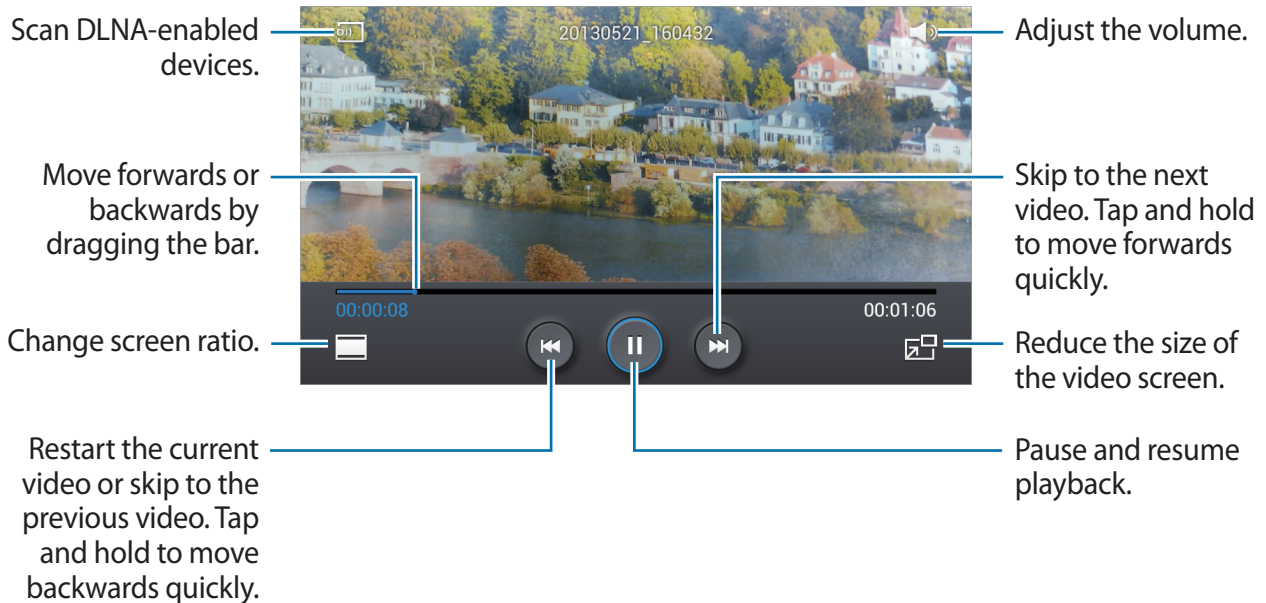 Scan DLNA-enabled
devices.
20130521_160432
Adjust the volume.
Move forwards or
backwards by
dragging the bar.
Skip to the next
video. Tap and hold
to move forwards
quickly.
00:00:08
00:01:06
Change screen ratio.
Reduce the size of
the video screen.
Restart the current
video or skip to the
previous video. Tap
and hold to move
backwards quickly.
Pause and resume
playback.